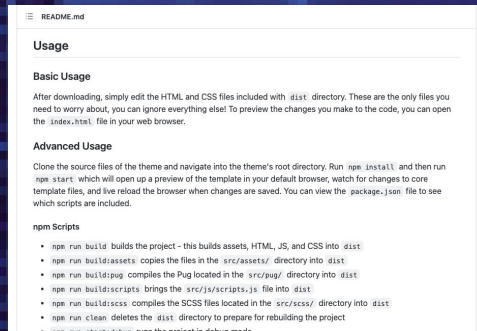 README.md
Usage
Basic Usage
After downloading, simply edit the HTML and CSS files included with dist directory. These are the only files you
need to worry about, you can ignore everything else! To preview the changes you make to the code, you can open
the index.html file in your web browser.
Advanced Usage
Clone the source files of the theme and navigate into the theme's root directory. Run npm install and then run
npm start which will open up a preview of the template in your default browser, watch for changes to core
template files, and live reload the browser when changes are saved. You can view the package.json file to see
which scripts are included.
npm Scripts
• npm run build builds the project - this builds assets, HTML, JS, and CSS into dist
• npm run build:assets copies the files in the src/assets/ directory into dist
• npm run build:pug compiles the Pug located in the src/pug/ directory into dist
• npm run build:scripts brings the src/js/scripts.js file into dist
• npm run build:scss compiles the SCSS files located in the src/scss/ directory into dist
• npm run clean deletes the dist directory to prepare for rebuilding the project
• npm run start:debug runs the project in debug mode